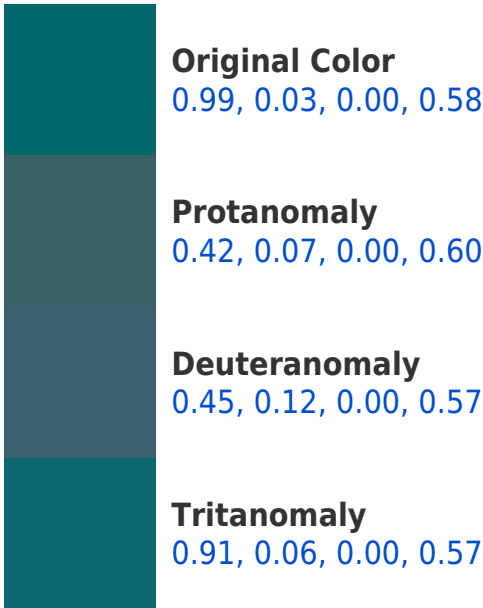 Original Color
0.99, 0.03, 0.00, 0.58
Protanomaly
0.42, 0.07, 0.00, 0.60
Deuteranomaly
0.45, 0.12, 0.00, 0.57
Tritanomaly
0.91, 0.06, 0.00, 0.57